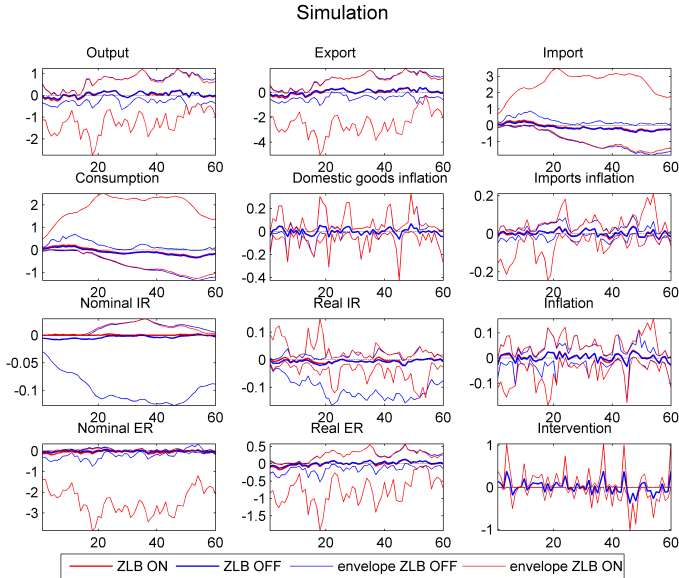 Simulation
Output Export Import
1
0
-1
-2
20 40 60
2
0
-2
-4
20 40 60
3
2
1
0
-1
20 40 60
Consumption Domestic goods inflation Imports inflation
2
1
0
-1
20 40 60
0.2
0
-0.2
-0.4
20 40 60
0.2
0
-0.2
20 40 60
Nominal IR Real IR Inflation
0
-0.05
-0.1
20 40 60
0.1
0
-0.1
20 40 60
0.1
0
-0.1
20 40 60
Nominal ER Real ER Intervention
0
-1
-2
-3
20 40 60
0.5
0
-0.5
-1
-1.5
20 40 60
1
0
-1
20 40 60
ZLB ON ZLB OFF envelope ZLB OFF envelope ZLB ON